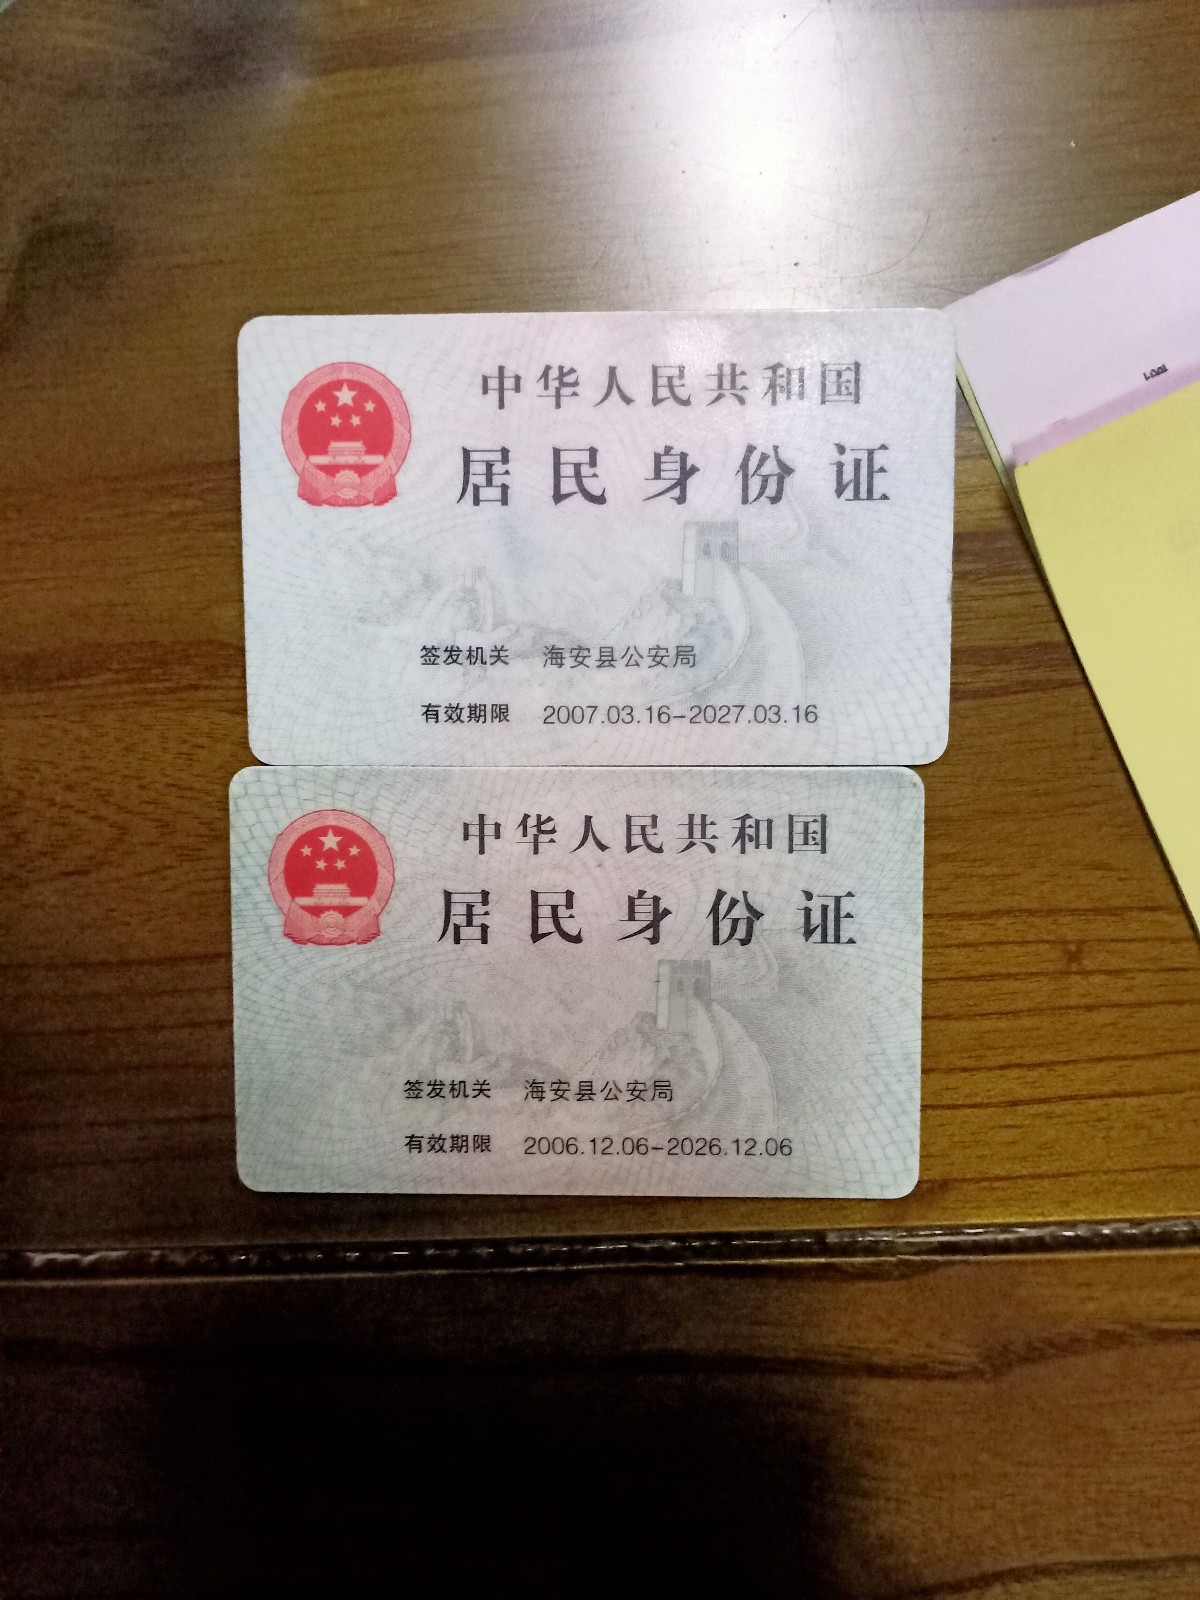 中华人民共和国
居民身份证
签发机关 海安县公安局
有效期限 2007.03.16-2027.03.16
中华人民共和国
居民身份证
签发机关 海安县公安局
有效期限 2006.12.06-2026.12.06